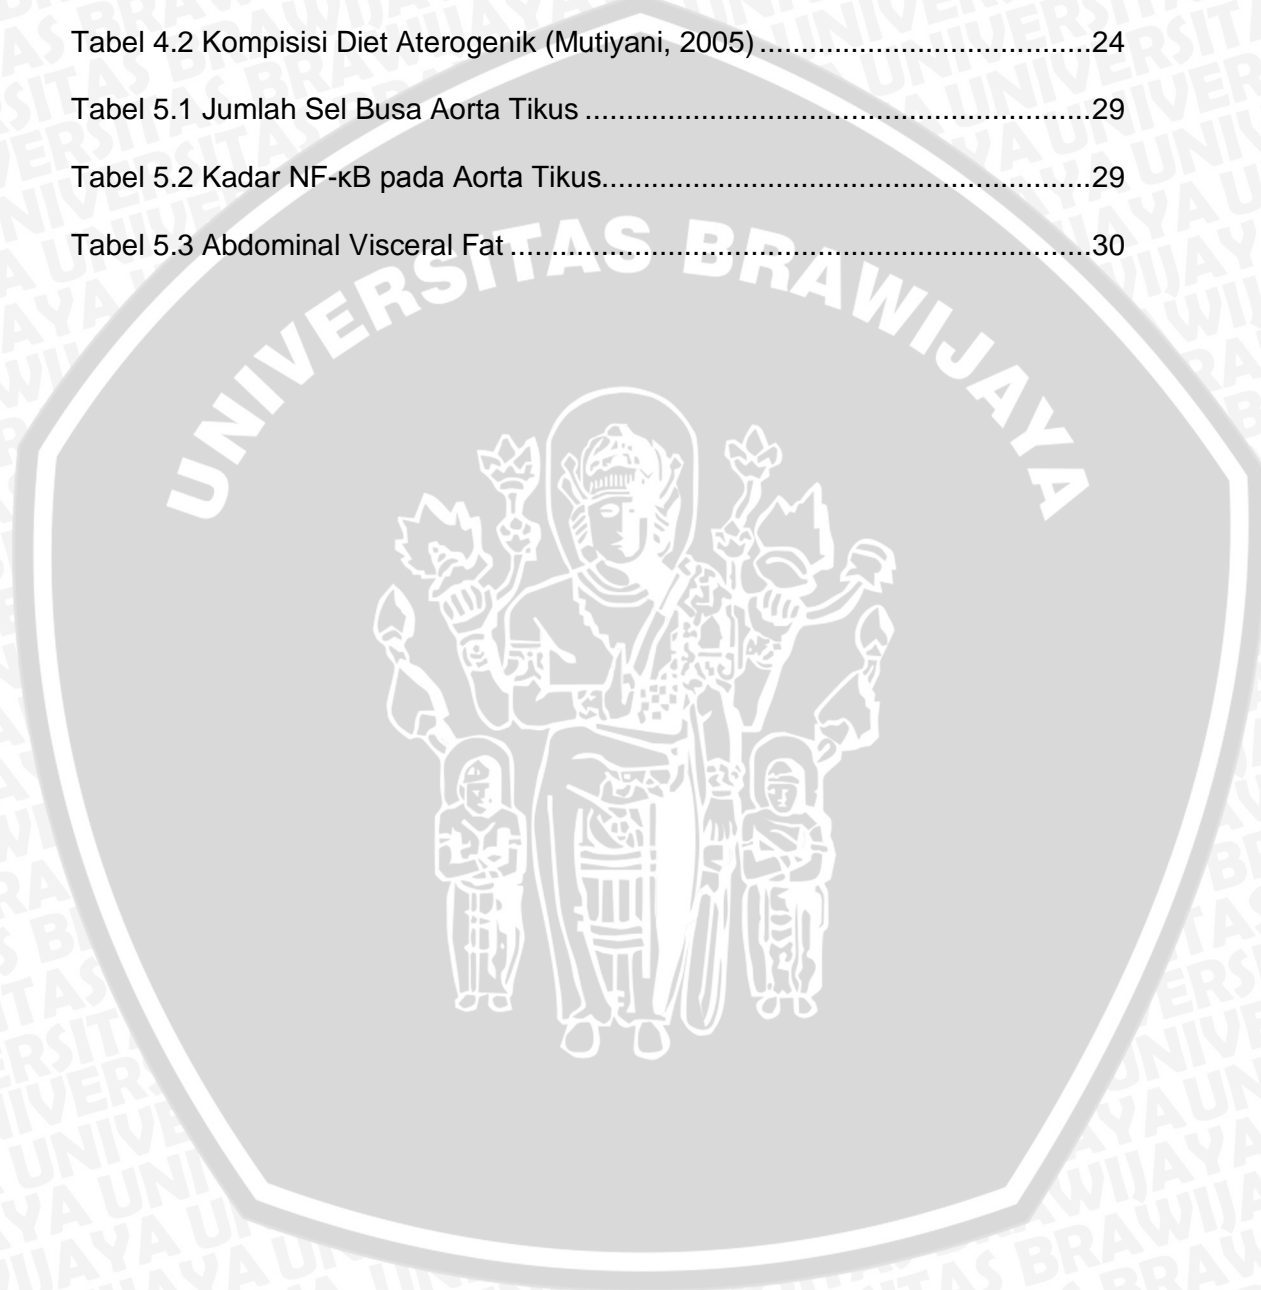 Tabel 4.2 Kompisisi Diet Aterogenik (Mutiyani, 2005) ....................................24
Tabel 5.1 Jumlah Sel Busa Aorta Tikus ..............................................................29
Tabel 5.2 Kadar NF-κB pada Aorta Tikus............................................................29
Tabel 5.3 Abdominal Visceral Fat .......................................................................30
UNIVERSITAS BRAWIJAYA